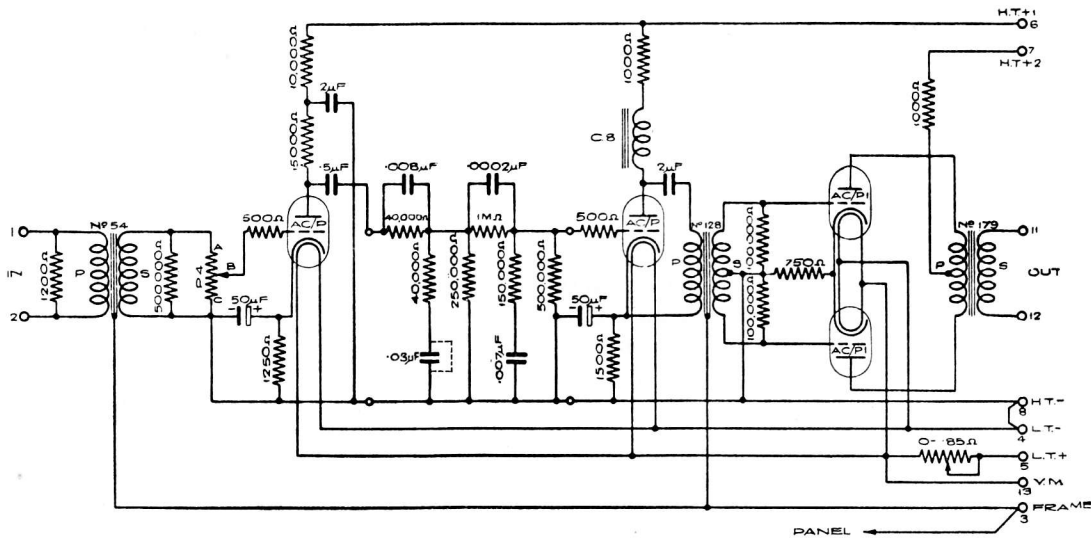 H.T.+1
6
7
H.T.+2
10,000Ω
1000Ω
1000Ω
2µF
15000Ω
C.8
.5µF
.008µF
.0002µF
2µF
AC/P1
Nº 54
500Ω
AC/P
40,000Ω
1MΩ
500Ω
AC/P
Nº 128
Nº 179
1
11
IN
1200Ω
P
S
500,000Ω
A
P4
B
C
40,000Ω
250,000Ω
150,000Ω
500,000Ω
P
S
100,000Ω
750Ω
100,000Ω
P
S
OUT
2
50µF
- +
50µF
- +
12
1250Ω
.03µF
.007µF
1500Ω
AC/P1
H.T.-
8
L.T.-
4
0-.85Ω
L.T.+
5
V.M
13
FRAME
3
PANEL